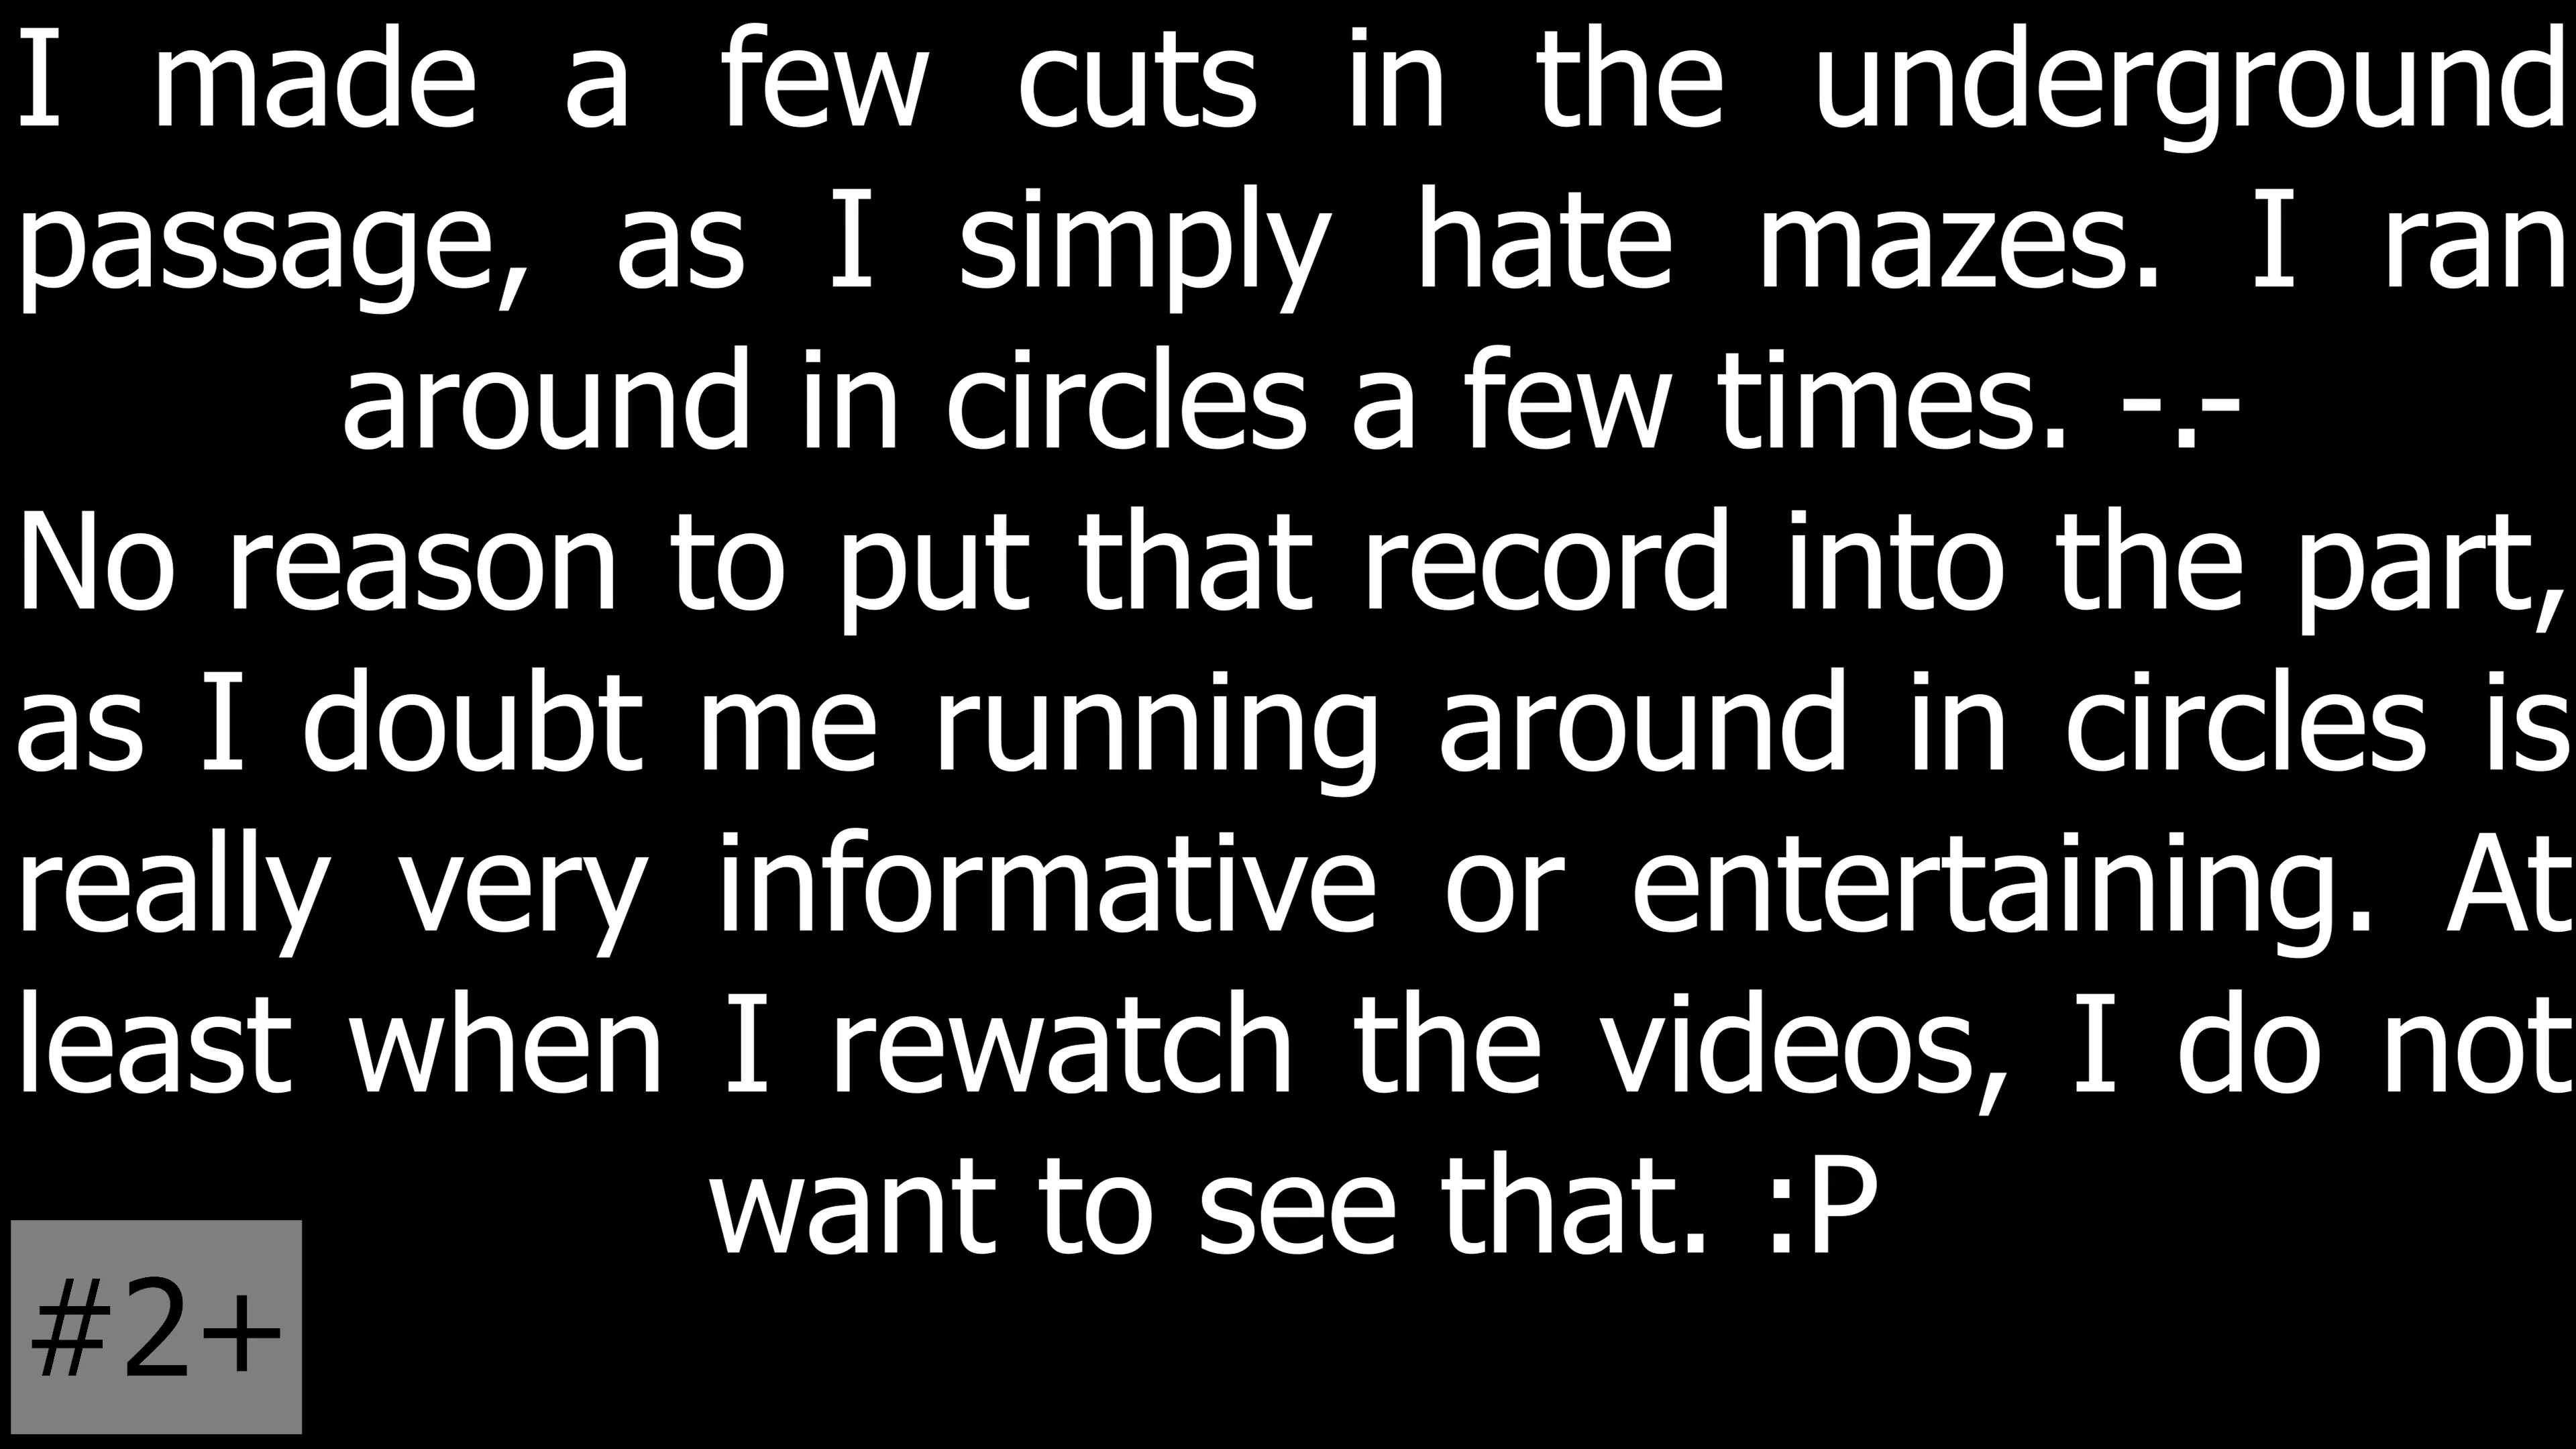 I made a few cuts in the underground
passage, as I simply hate mazes. I ran
around in circles a few times. -.-
No reason to put that record into the part,
as I doubt me running around in circles is
really very informative or entertaining. At
least when I rewatch the videos, I do not
want to see that. :P
#2+